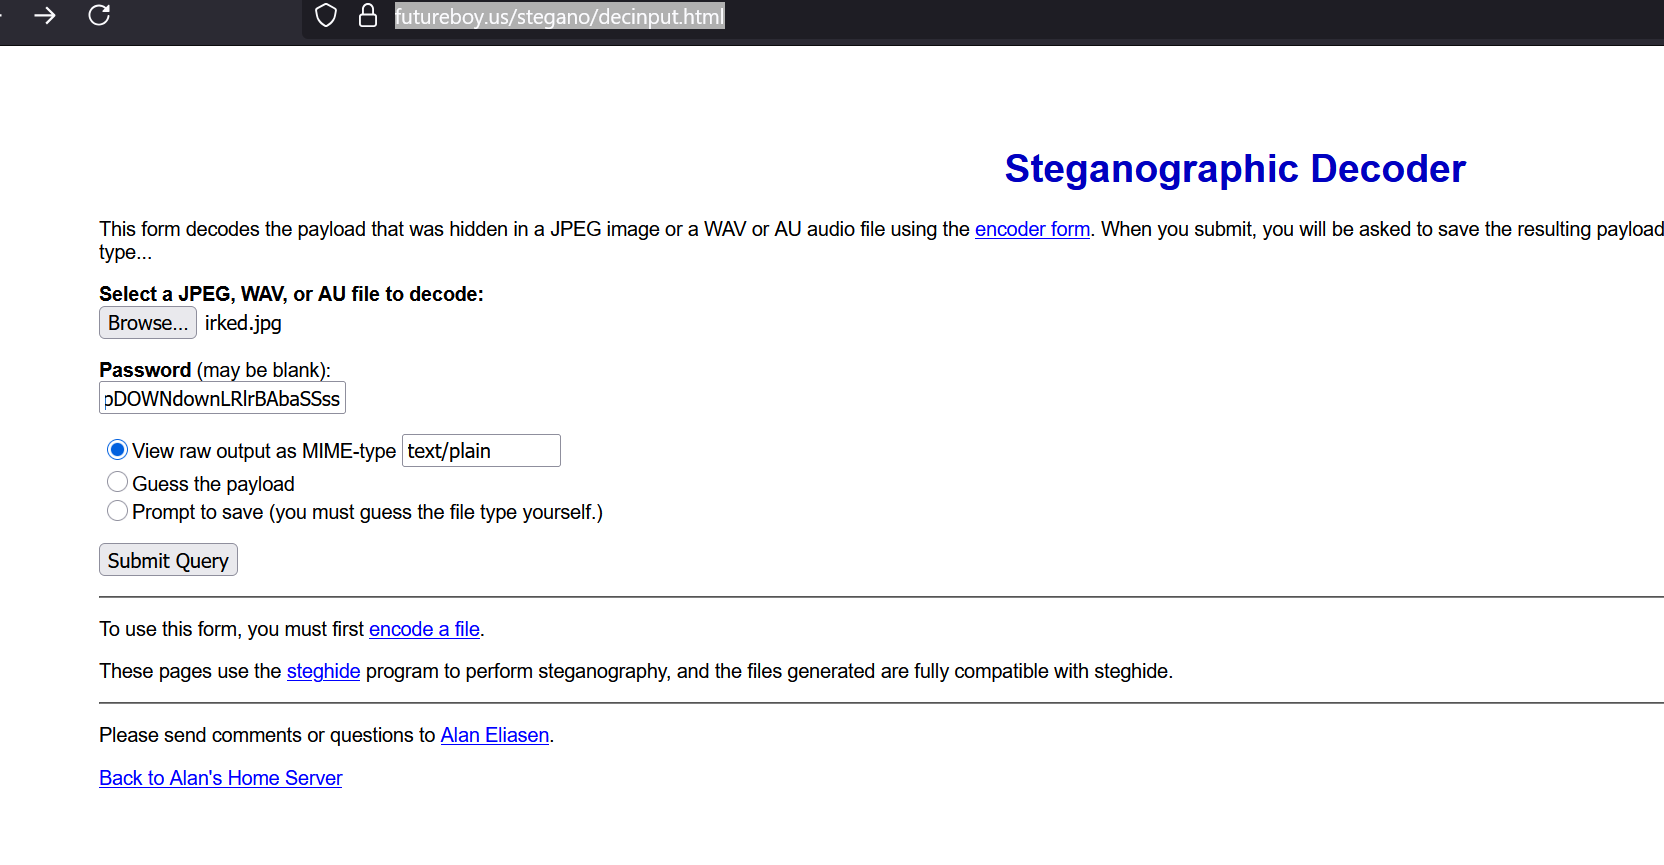 futureboy.us/stegano/decinput.html
Steganographic Decoder
This form decodes the payload that was hidden in a JPEG image or a WAV or AU audio file using the encoder form. When you submit, you will be asked to save the resulting payload
type...
Select a JPEG, WAV, or AU file to decode:
Browse... irked.jpg
Password (may be blank):
pDOWNdownLRlrBAbaSSss
View raw output as MIME-type text/plain
Guess the payload
Prompt to save (you must guess the file type yourself.)
Submit Query
To use this form, you must first encode a file.
These pages use the steghide program to perform steganography, and the files generated are fully compatible with steghide.
Please send comments or questions to Alan Eliasen.
Back to Alan's Home Server